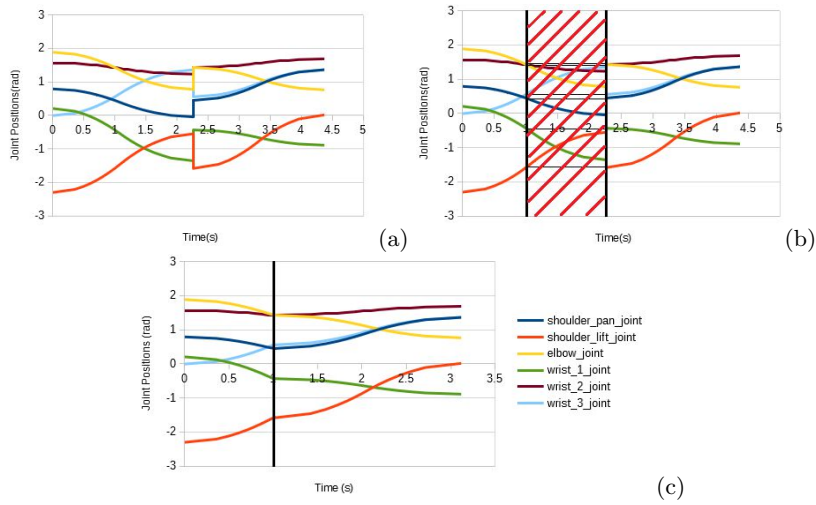 3
2
1
0
-1
-2
-3
0 0.5 1 1.5 2 2.5 3 3.5 4 4.5 5
Joint Positions(rad)
Time(s)
(a)
3
2
1
0
-1
-2
-3
0 0.5 1 1.5 2 2.5 3 3.5 4 4.5 5
Joint Positions(rad)
Time(s)
(b)
3
2
1
0
-1
-2
-3
0 0.5 1 1.5 2 2.5 3 3.5
Joint Positions (rad)
Time (s)
shoulder_pan_joint
shoulder_lift_joint
elbow_joint
wrist_1_joint
wrist_2_joint
wrist_3_joint
(c)